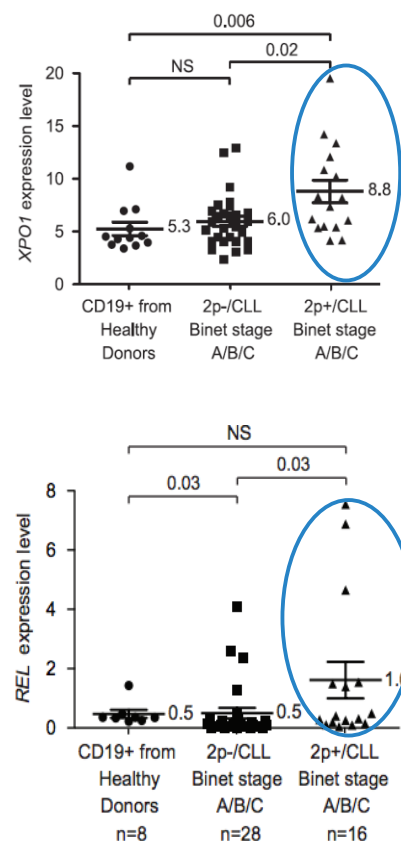 0.006
0.02
NS
XPO1 expression level
20
15
10
5
0
5.3
6.0
8.8
CD19+ from Healthy Donors
2p-/CLL Binet stage A/B/C
2p+/CLL Binet stage A/B/C
NS
0.03
0.03
REL expression level
8
6
4
2
0
0.5
0.5
CD19+ from Healthy Donors n=8
2p-/CLL Binet stage A/B/C n=28
2p+/CLL Binet stage A/B/C n=16